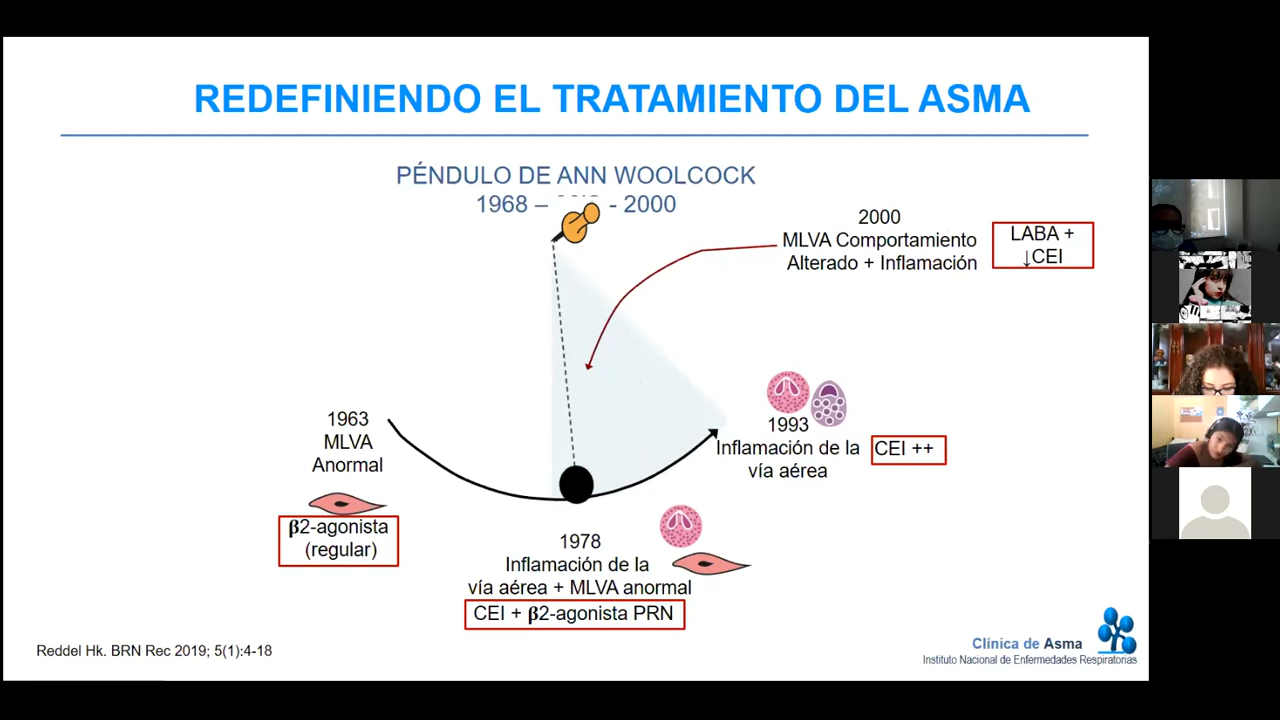 REDEFINIENDO EL TRATAMIENTO DEL ASMA
PÉNDULO DE ANN WOOLCOCK
1968 – - 2000
2000
MLVA Comportamiento
Alterado + Inflamación
LABA +
↓CEI
1963
MLVA
Anormal
β2-agonista
(regular)
1993
Inflamación de la
vía aérea
CEI ++
1978
Inflamación de la
vía aérea + MLVA anormal
CEI + β2-agonista PRN
Reddel Hk. BRN Rec 2019; 5(1):4-18
Clínica de Asma
Instituto Nacional de Enfermedades Respiratorias